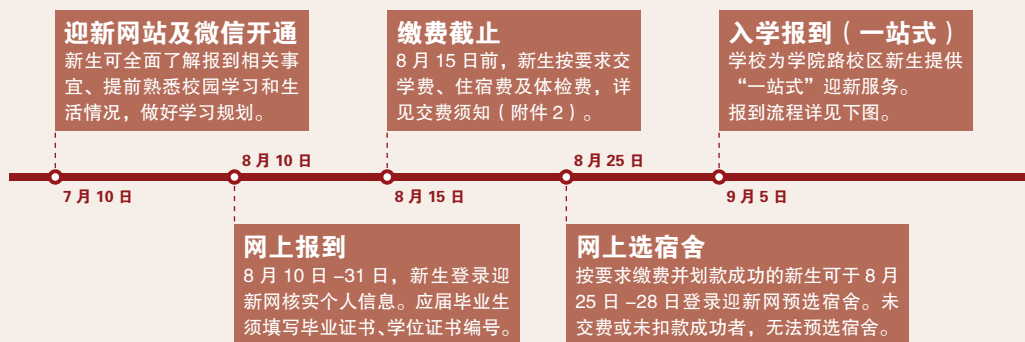 迎新网站及微信开通
新生可全面了解报到相关事
宜、提前熟悉校园学习和生
活情况，做好学习规划。
缴费截止
8 月 15 日前，新生按要求交
学费、住宿费及体检费，详
见交费须知（附件 2）。
入学报到（一站式）
学校为学院路校区新生提供
“一站式”迎新服务。
报到流程详见下图。
8 月 10 日
8 月 25 日
7 月 10 日
8 月 15 日
9 月 5 日
网上报到
8 月 10 日 –31 日，新生登录迎
新网核实个人信息。应届毕业生
须填写毕业证书、学位证书编号。
网上选宿舍
按要求缴费并划款成功的新生可于 8 月
25 日 –28 日登录迎新网预选宿舍。未
交费或未扣款成功者，无法预选宿舍。